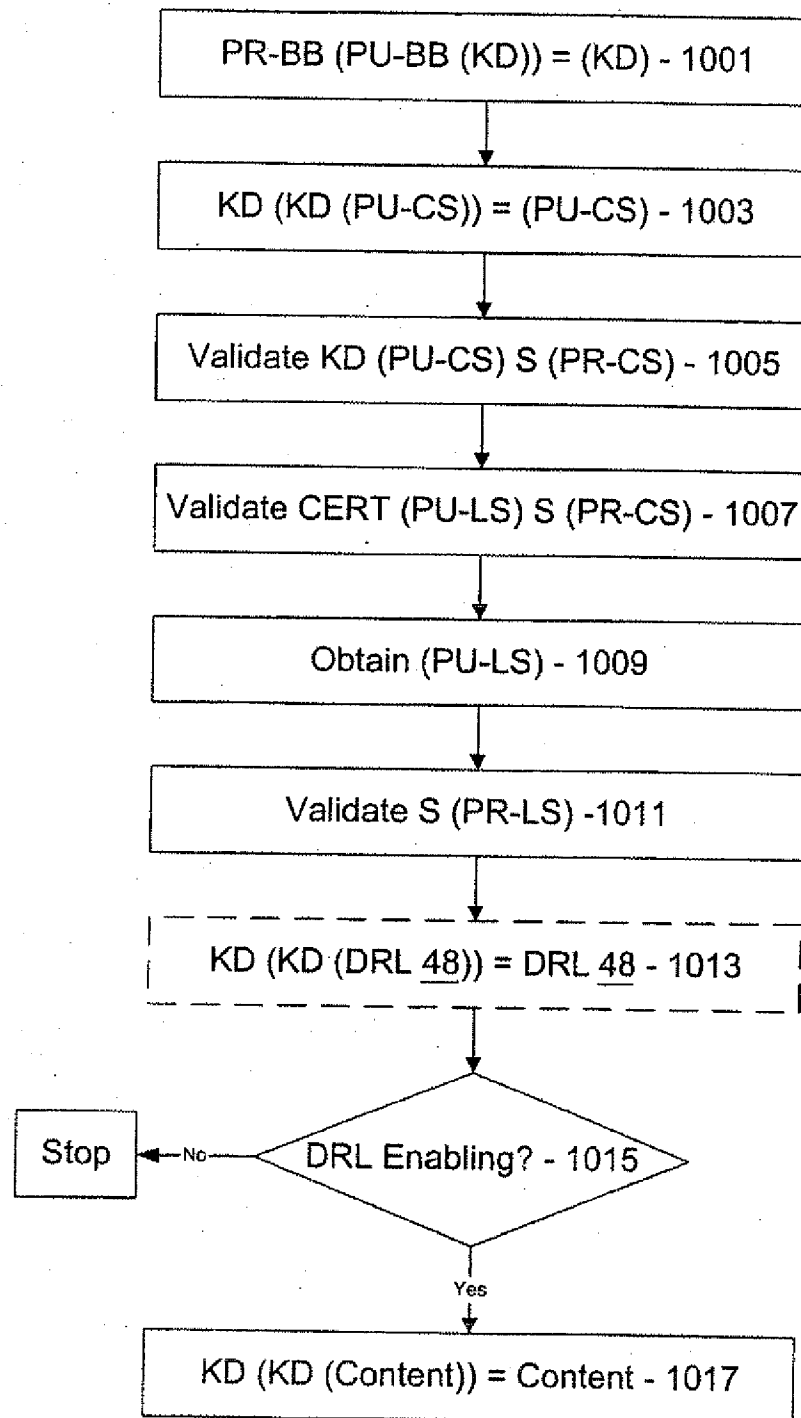 PR-BB (PU-BB (KD)) = (KD) - 1001
KD (KD (PU-CS)) = (PU-CS) - 1003
Validate KD (PU-CS) S (PR-CS) - 1005
Validate CERT (PU-LS) S (PR-CS) - 1007
Obtain (PU-LS) - 1009
Validate S (PR-LS) -1011
KD (KD (DRL 48)) = DRL 48 - 1013
DRL Enabling? - 1015
No
Stop
Yes
KD (KD (Content)) = Content - 1017